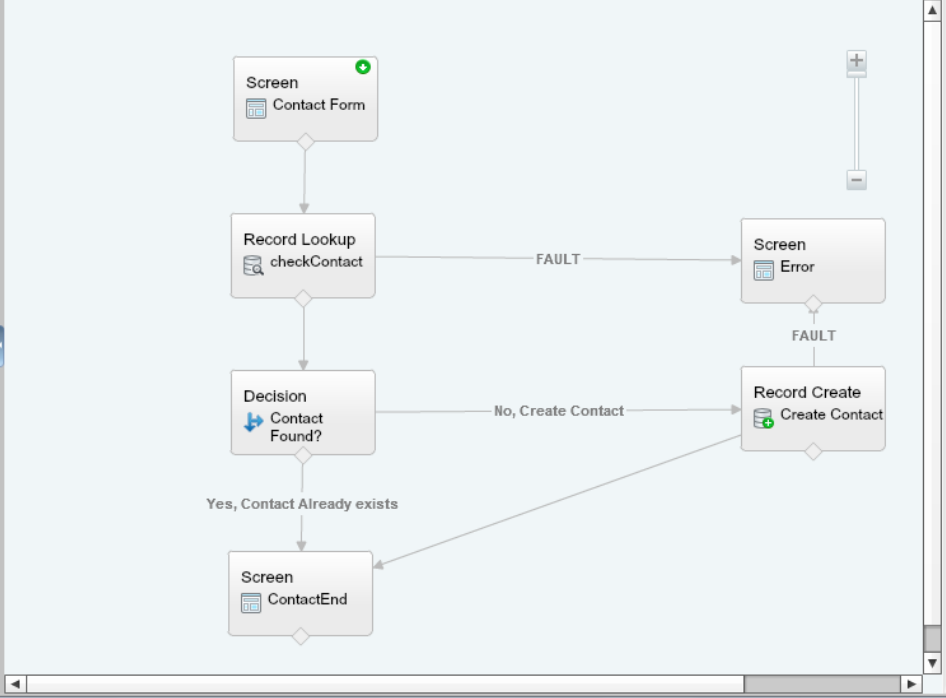 Screen
Contact Form
Record Lookup
checkContact
FAULT
Screen
Error
FAULT
Decision
Contact
Found?
No, Create Contact
Record Create
Create Contact
Yes, Contact Already exists
Screen
ContactEnd